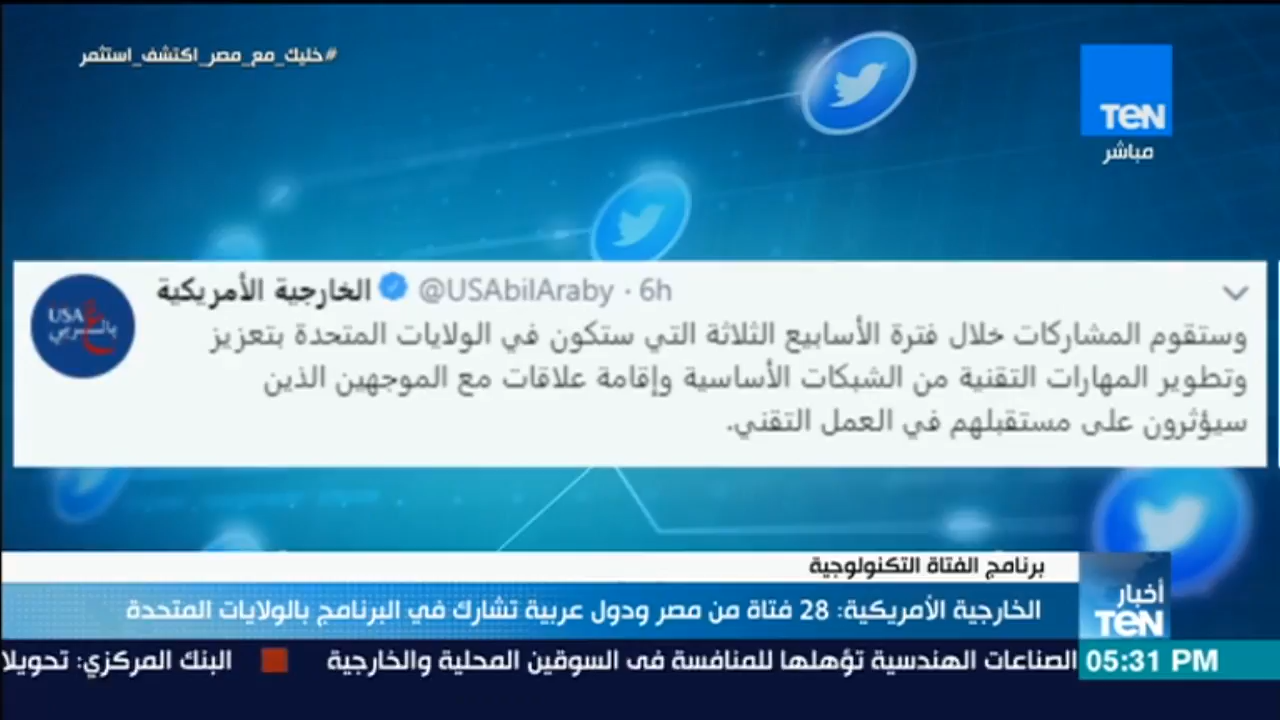 #خليك_مع_مصر_اكتشف_استثمر
TEN
مباشر
الخارجية الأمريكية @USAbilAraby · 6h
USA
بالعربي
وستقوم المشاركات خلال فترة الأسابيع الثلاثة التي ستكون في الولايات المتحدة بتعزيز
وتطوير المهارات التقنية من الشبكات الأساسية وإقامة علاقات مع الموجهين الذين
سيؤثرون على مستقبلهم في العمل التقني.
برنامج الفتاة التكنولوجية
الخارجية الأمريكية: 28 فتاة من مصر ودول عربية تشارك في البرنامج بالولايات المتحدة
أخبار
TEN
05:31 PM
الصناعات الهندسية تؤهلها للمنافسة فى السوقين المحلية والخارجية
البنك المركزي: تحويلا